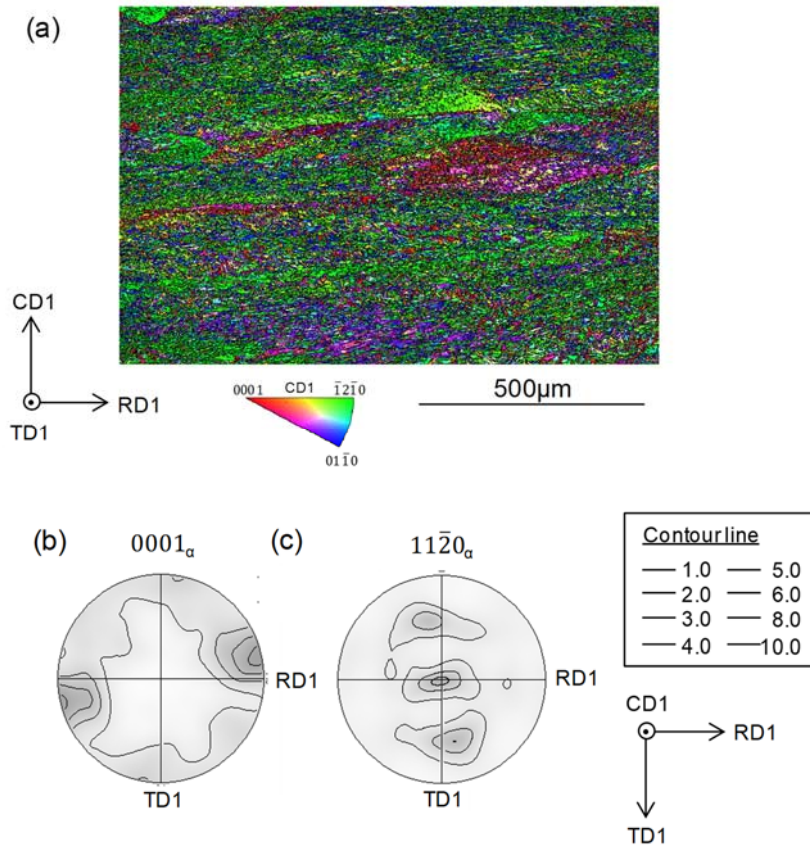 (a)
CD1
RD1
TD1
0001 CD1 1̅21̅0
011̅0
500μm
(b) 0001α
(c) 112̅0α
RD1
TD1
RD1
TD1
Contour line
1.0 5.0
2.0 6.0
3.0 8.0
4.0 10.0
CD1
RD1
TD1